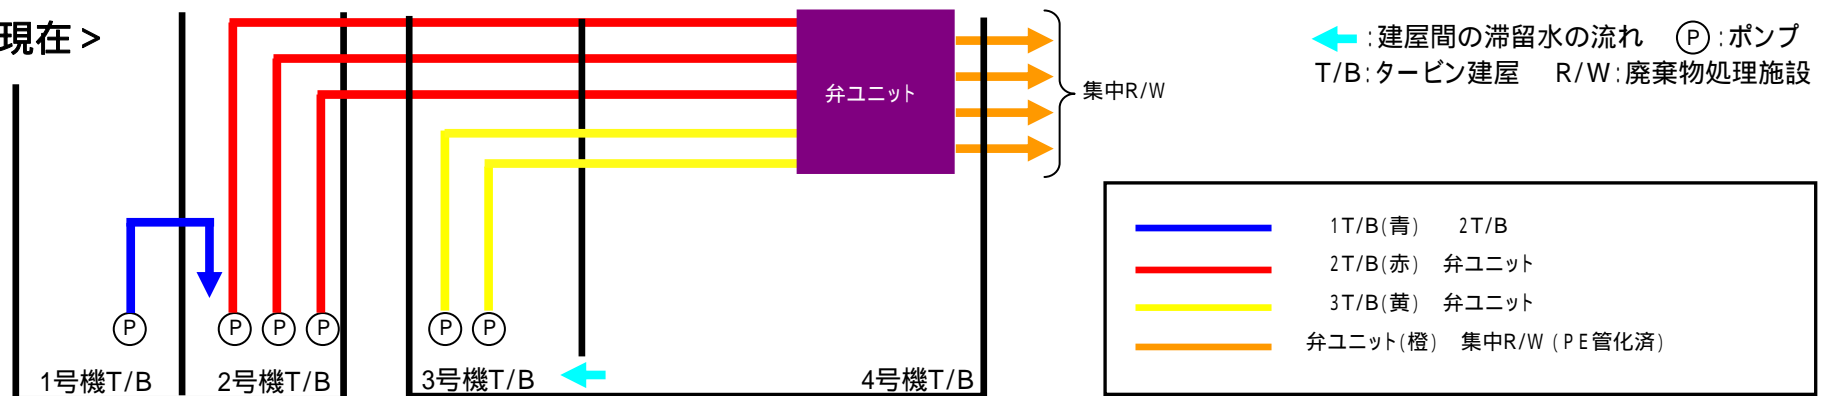 現在 >
:建屋間の滞留水の流れ P :ポンプ
T/B:タービン建屋 R/W:廃棄物処理施設
弁ユニット
集中R/W
1T/B(青) 2T/B
2T/B(赤) 弁ユニット
3T/B(黄) 弁ユニット
弁ユニット(橙) 集中R/W (PE管化済)
P P P P P P
1号機T/B 2号機T/B 3号機T/B 4号機T/B